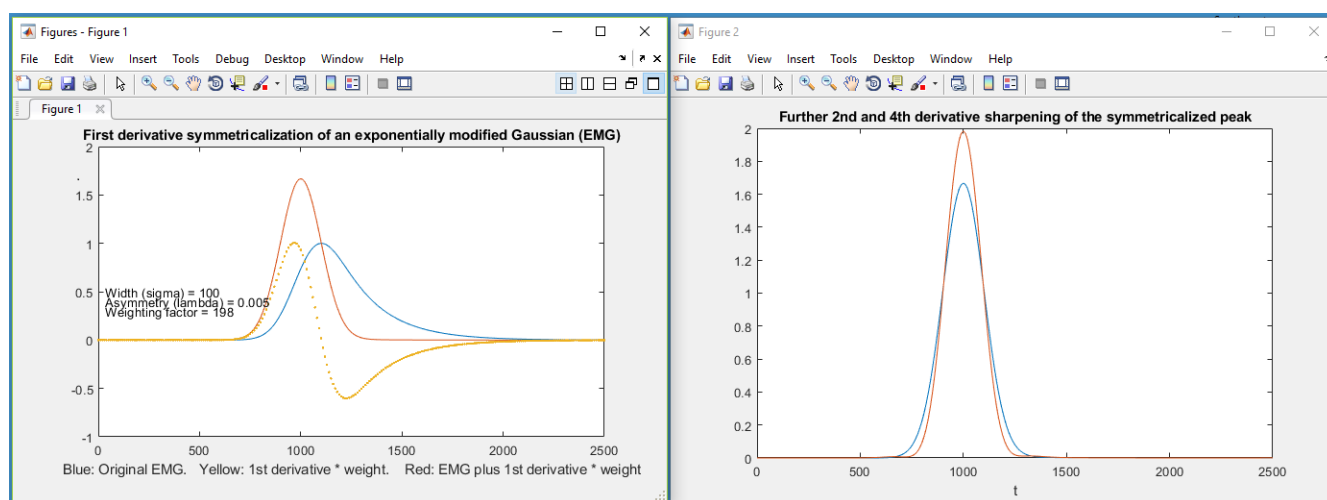 Figures - Figure 1
File Edit View Insert Tools Debug Desktop Window Help
Figure 1
First derivative symmetricalization of an exponentially modified Gaussian (EMG)
2
1.5
1
0.5
0
-0.5
-1
Width (sigma) = 100
Asymmetry (lambda) = 0.005
Weighting factor = 198
0 500 1000 1500 2000 2500
Blue: Original EMG. Yellow: 1st derivative * weight. Red: EMG plus 1st derivative * weight
Figure 2
File Edit View Insert Tools Desktop Window Help
Further 2nd and 4th derivative sharpening of the symmetricalized peak
2
1.8
1.6
1.4
1.2
1
0.8
0.6
0.4
0.2
0
0 500 1000 1500 2000 2500
t